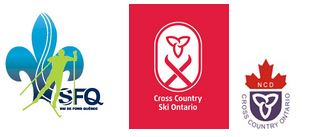 SFQ
SKI DE FOND QUÉBEC
Cross Country
Ski Ontario
NCD
CROSS COUNTRY ONTARIO